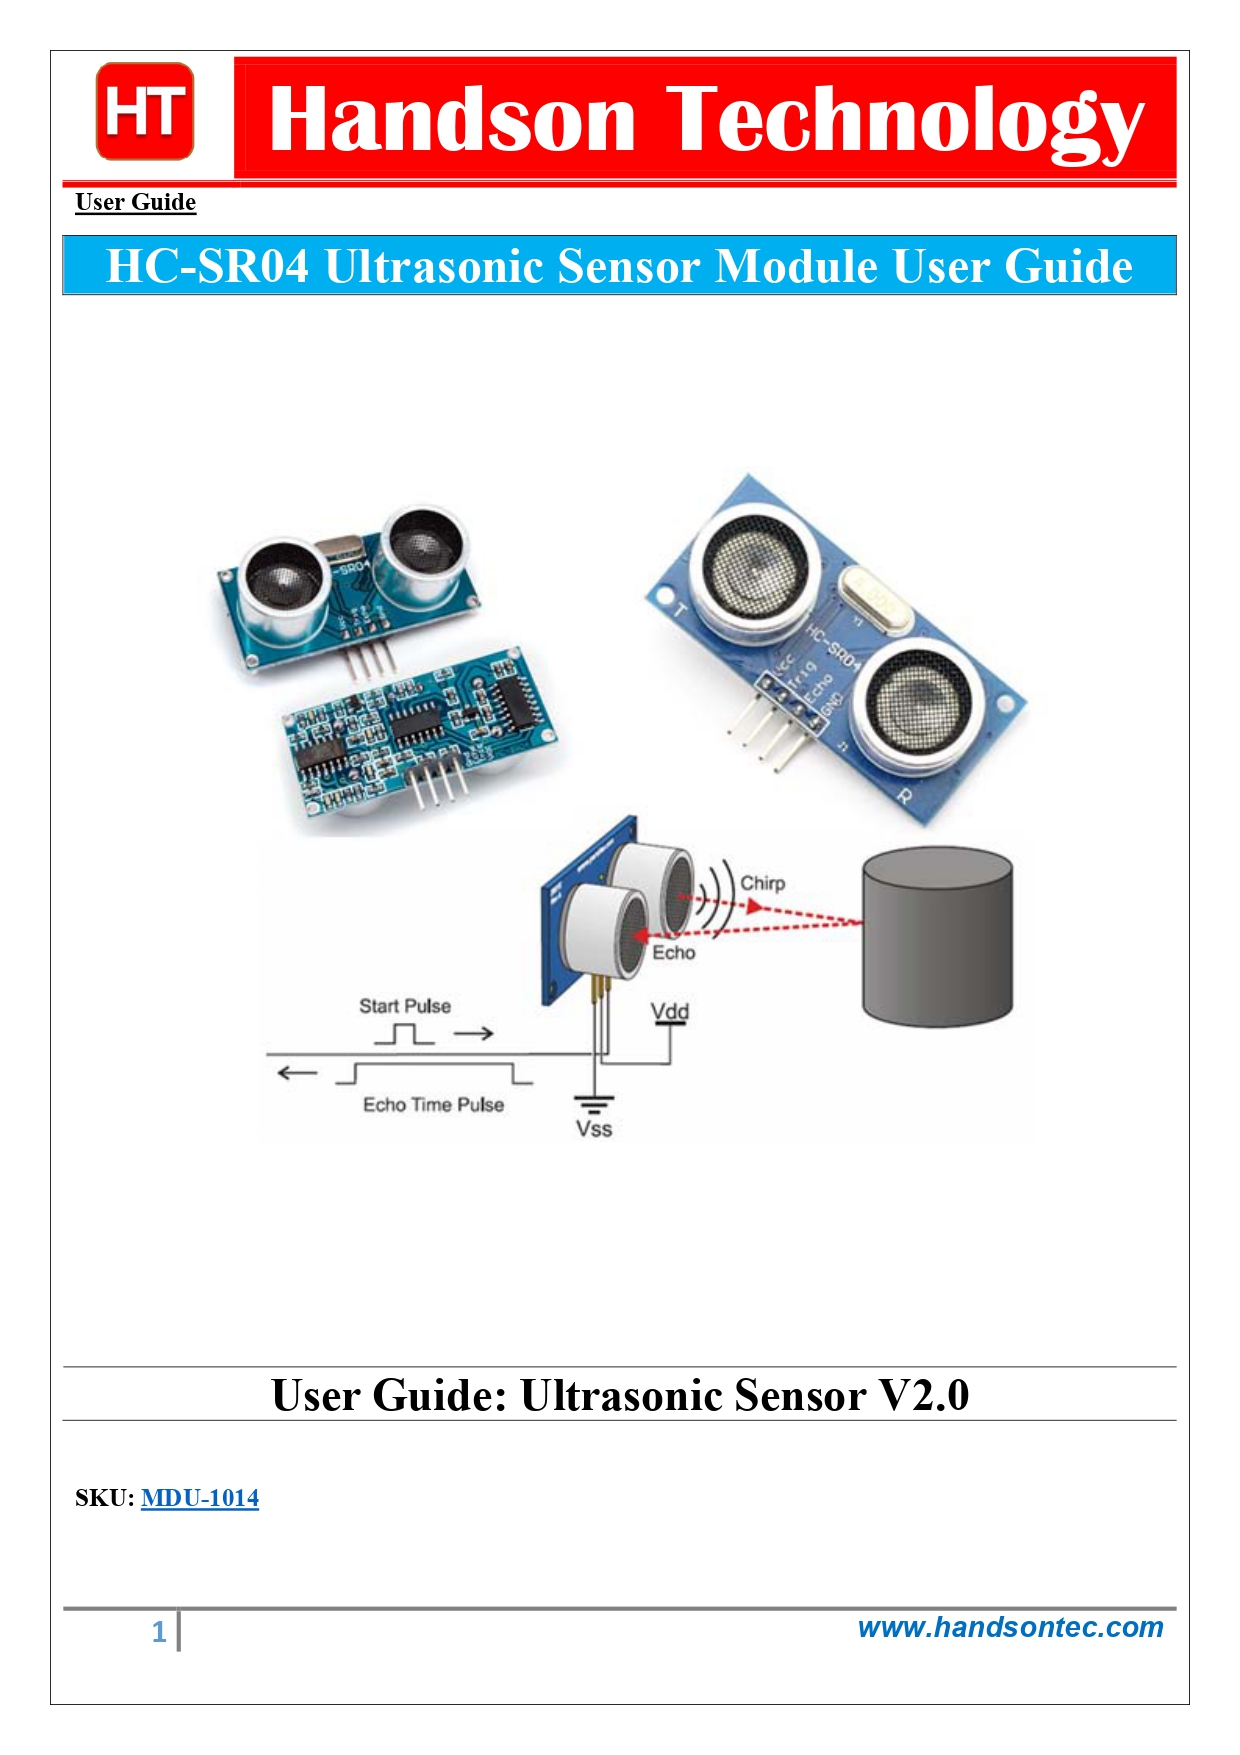 HT
Handson Technology
User Guide
HC-SR04 Ultrasonic Sensor Module User Guide
-SR04
T
Y1
HC-SR04
Vcc
Trig
Echo
GND
J1
R
Chirp
Echo
Start Pulse
Vdd
Echo Time Pulse
Vss
User Guide: Ultrasonic Sensor V2.0
SKU: MDU-1014
1
www.handsontec.com